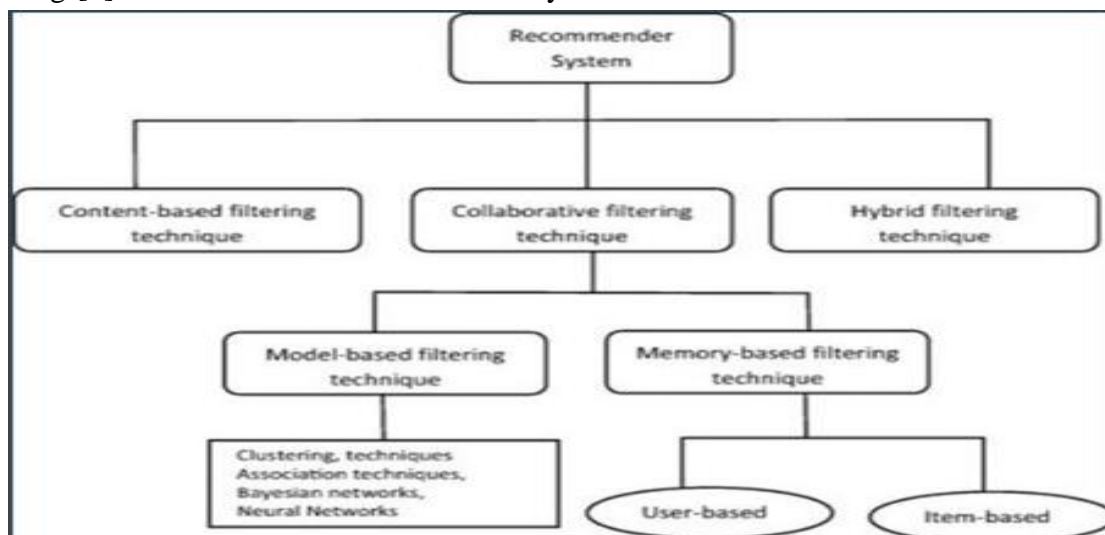 Recommender
System
Content-based filtering
technique
Collaborative filtering
technique
Hybrid filtering
technique
Model-based filtering
technique
Memory-based filtering
technique
Clustering, techniques
Association techniques,
Bayesian networks,
Neural Networks
User-based
Item-based